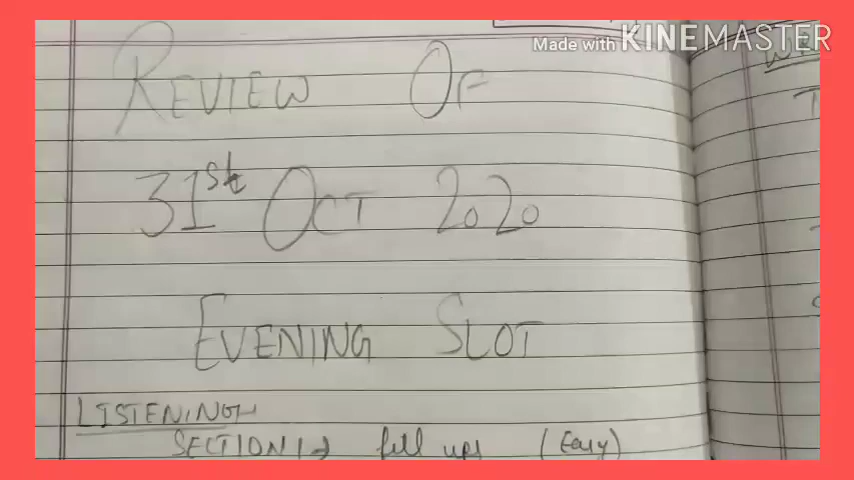 Made with KINEMASTER
REVIEW OF
31st OCT 2020
EVENING SLOT
LISTENING
SECTION 1 fill ups (Easy)